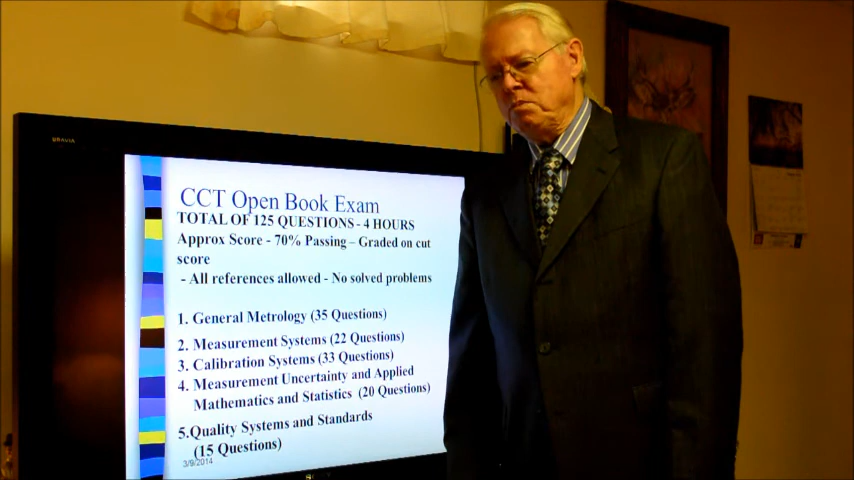 BRAVIA
CCT Open Book Exam
TOTAL OF 125 QUESTIONS - 4 HOURS
Approx Score - 70% Passing – Graded on cut
score
- All references allowed - No solved problems
1. General Metrology (35 Questions)
2. Measurement Systems (22 Questions)
3. Calibration Systems (33 Questions)
4. Measurement Uncertainty and Applied
Mathematics and Statistics (20 Questions)
5.Quality Systems and Standards
(15 Questions)
3/9/2014